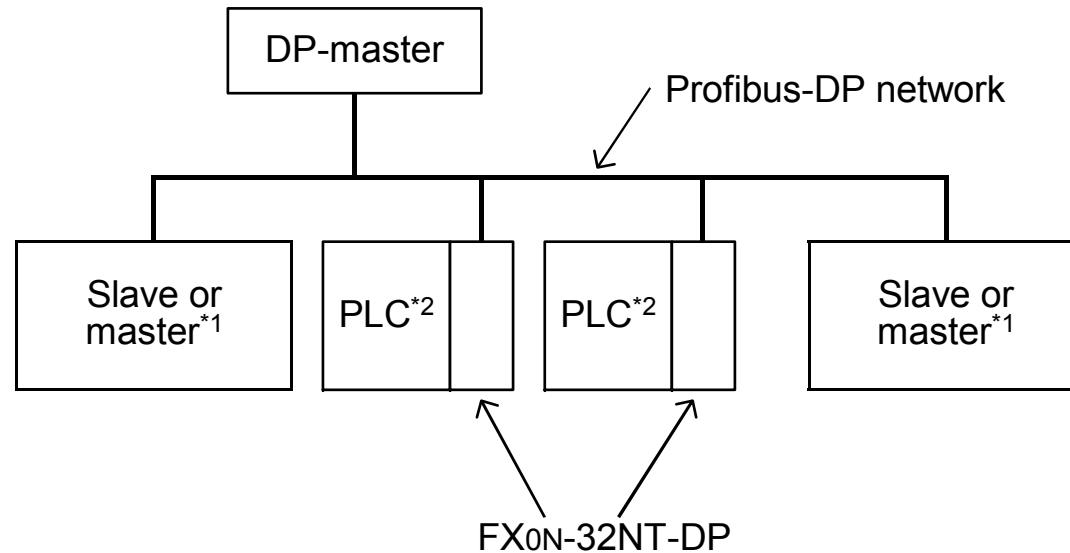 DP-master
Profibus-DP network
Slave or
master*1
PLC*2
PLC*2
Slave or
master*1
FX0N-32NT-DP